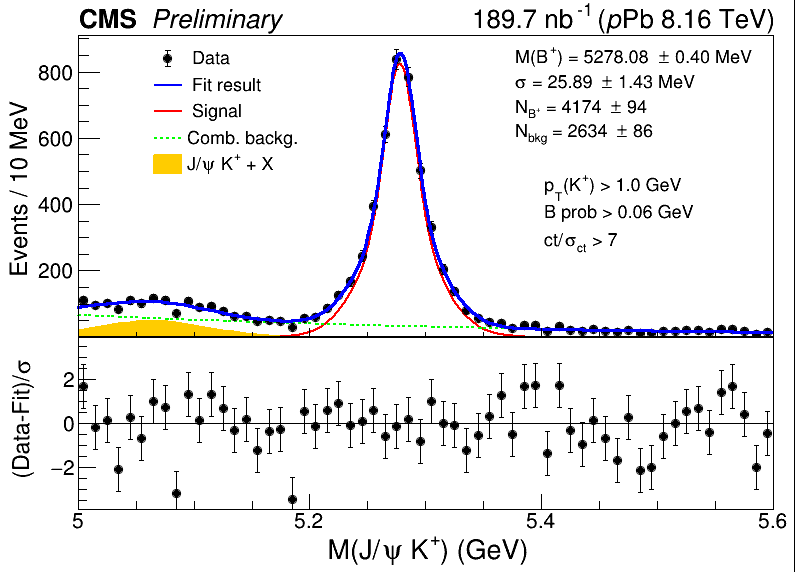 CMS Preliminary 189.7 nb⁻¹ (pPb 8.16 TeV)
Events / 10 MeV
800
600
400
200
Data
Fit result
Signal
Comb. backg.
J/ψ K⁺ + X
M(B⁺) = 5278.08 ± 0.40 MeV
σ = 25.89 ± 1.43 MeV
N_B⁺ = 4174 ± 94
N_bkg = 2634 ± 86
p_T(K⁺) > 1.0 GeV
B prob > 0.06 GeV
ct/σ_ct > 7
(Data-Fit)/σ
2
0
−2
5 5.2 5.4 5.6
M(J/ψ K⁺) (GeV)